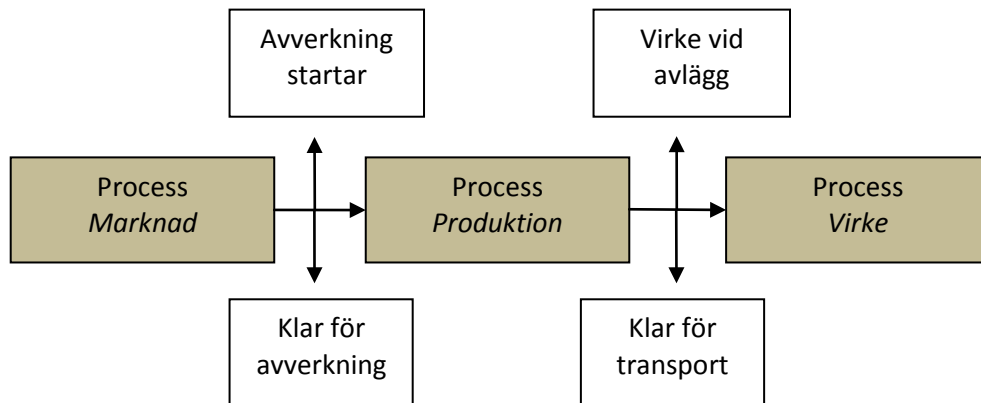 Avverkning
startar
Virke vid
avlägg
Process
Marknad
Process
Produktion
Process
Virke
Klar för
avverkning
Klar för
transport